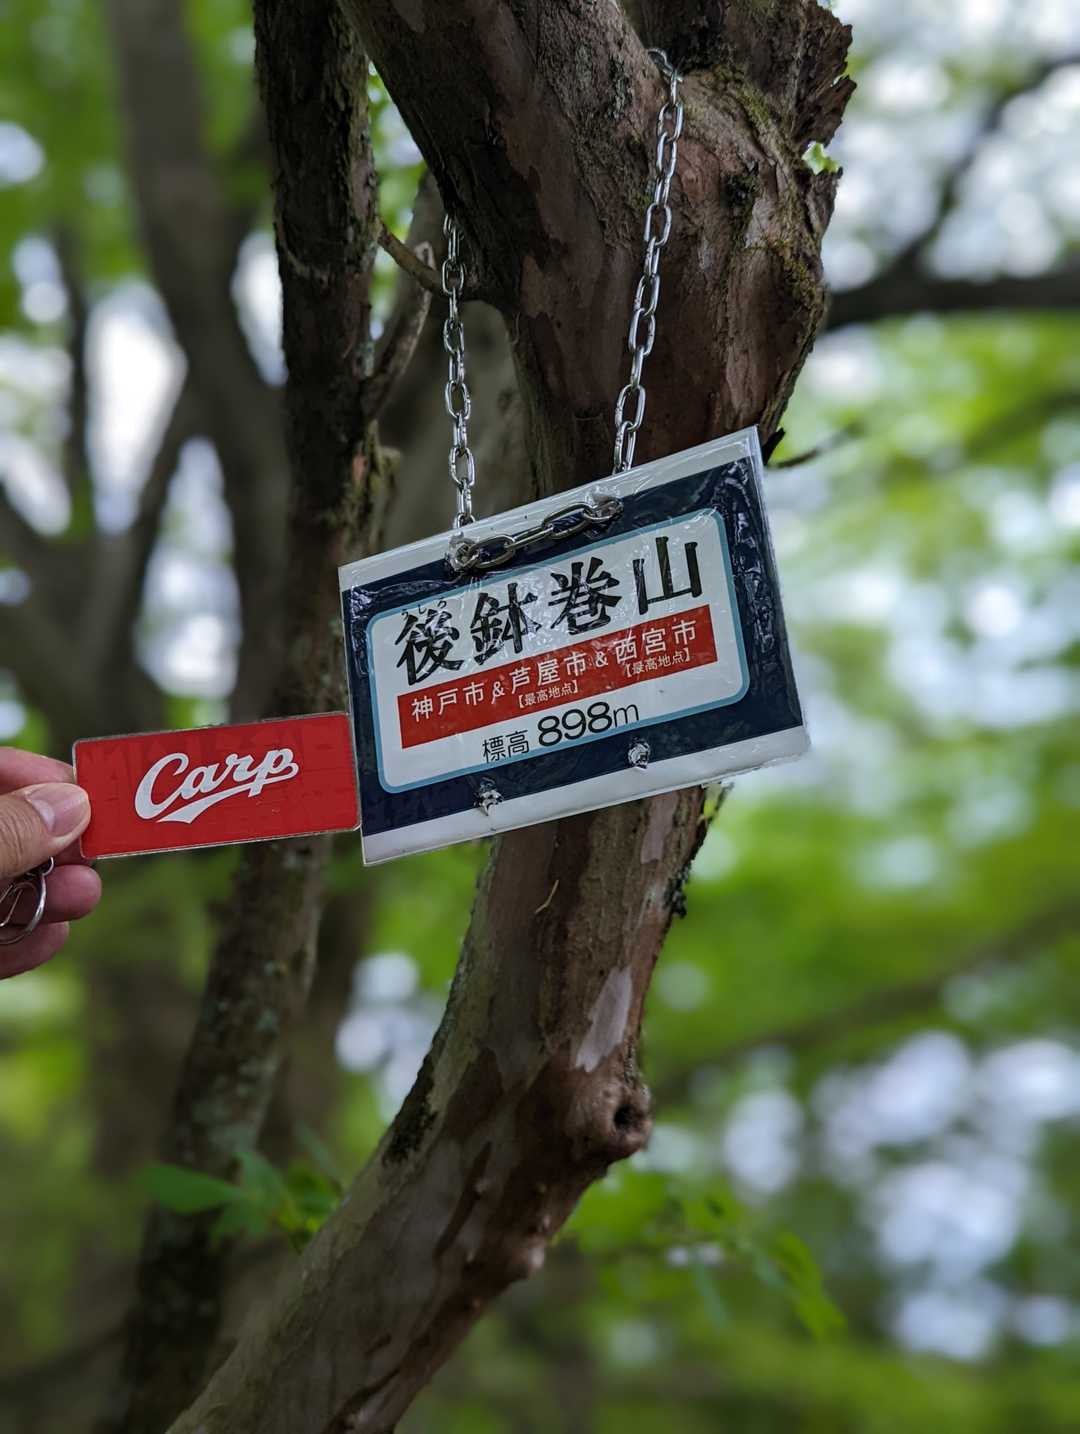 Carp
うしろ
後鉢巻山
神戸市&芦屋市&西宮市
【最高地点】 【最高地点】
標高 898m